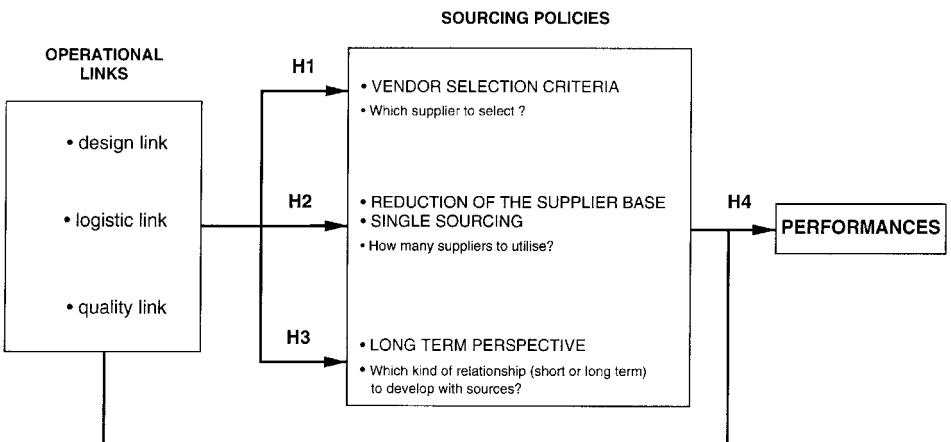 SOURCING POLICIES
OPERATIONAL
LINKS
• design link
• logistic link
• quality link
H1
H2
H3
• VENDOR SELECTION CRITERIA
• Which supplier to select ?
• REDUCTION OF THE SUPPLIER BASE
• SINGLE SOURCING
• How many suppliers to utilise?
• LONG TERM PERSPECTIVE
• Which kind of relationship (short or long term)
to develop with sources?
H4
PERFORMANCES